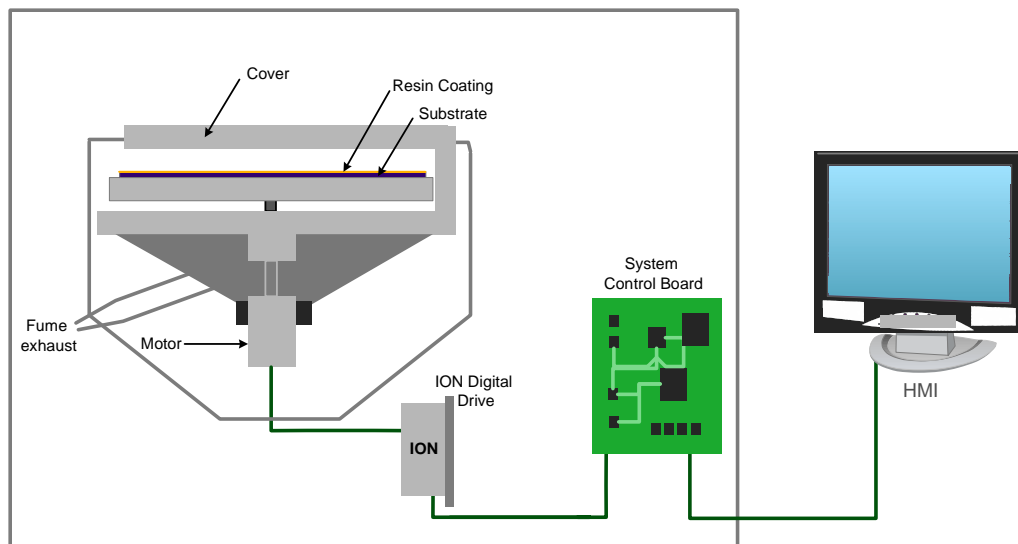 Cover
Resin Coating
Substrate
System
Control Board
Fume
exhaust
Motor
ION Digital
Drive
ION
HMI